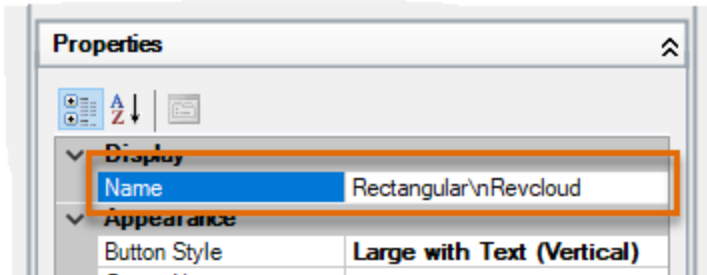 Properties
Display
Name Rectangular\nRevcloud
Appearance
Button Style Large with Text (Vertical)